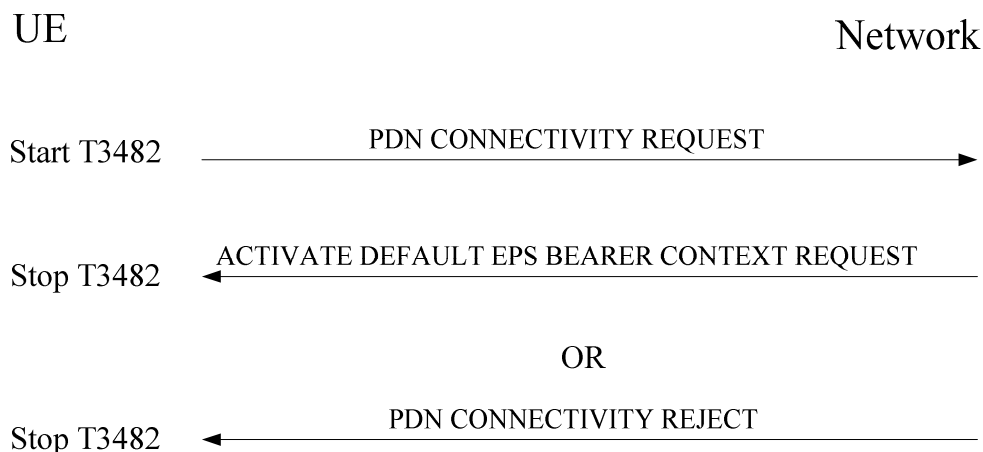 UE
Network
Start T3482
PDN CONNECTIVITY REQUEST
ACTIVATE DEFAULT EPS BEARER CONTEXT REQUEST
Stop T3482
OR
PDN CONNECTIVITY REJECT
Stop T3482